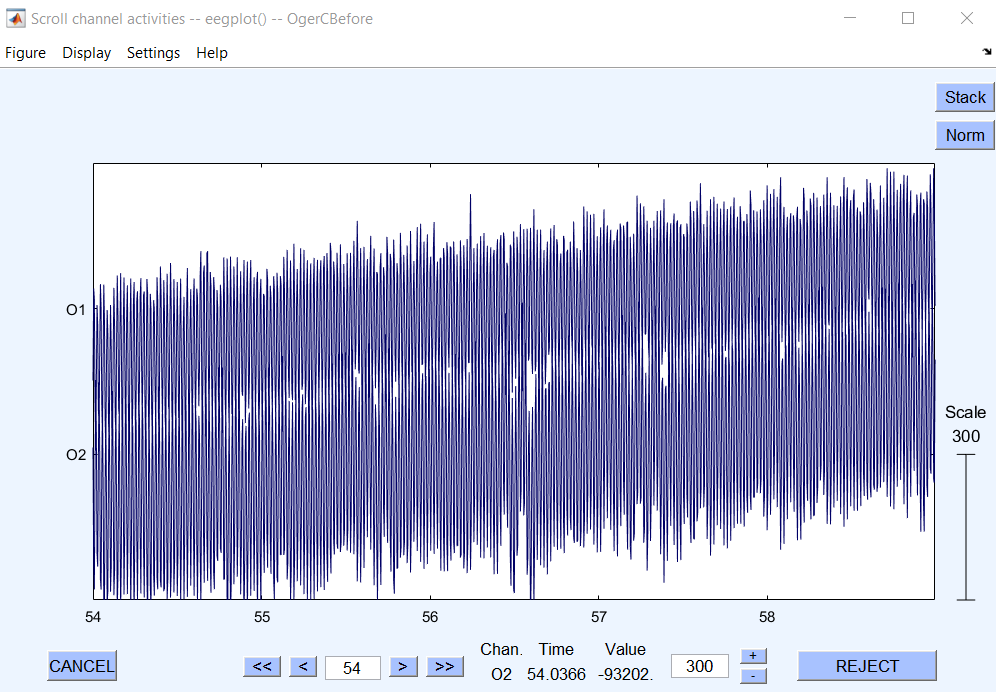 Scroll channel activities -- eegplot() -- OgerCBefore
Figure Display Settings Help
Stack
Norm
O1
O2
Scale
300
54 55 56 57 58
Chan. Time Value
O2 54.0366 -93202.
CANCEL << < 54 > >> 300 + - REJECT